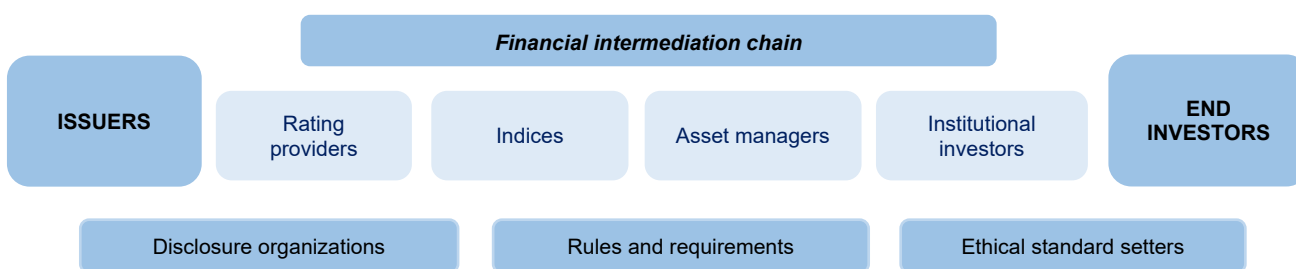 Financial intermediation chain
ISSUERS
Rating
providers
Indices
Asset managers
Institutional
investors
END
INVESTORS
Disclosure organizations
Rules and requirements
Ethical standard setters